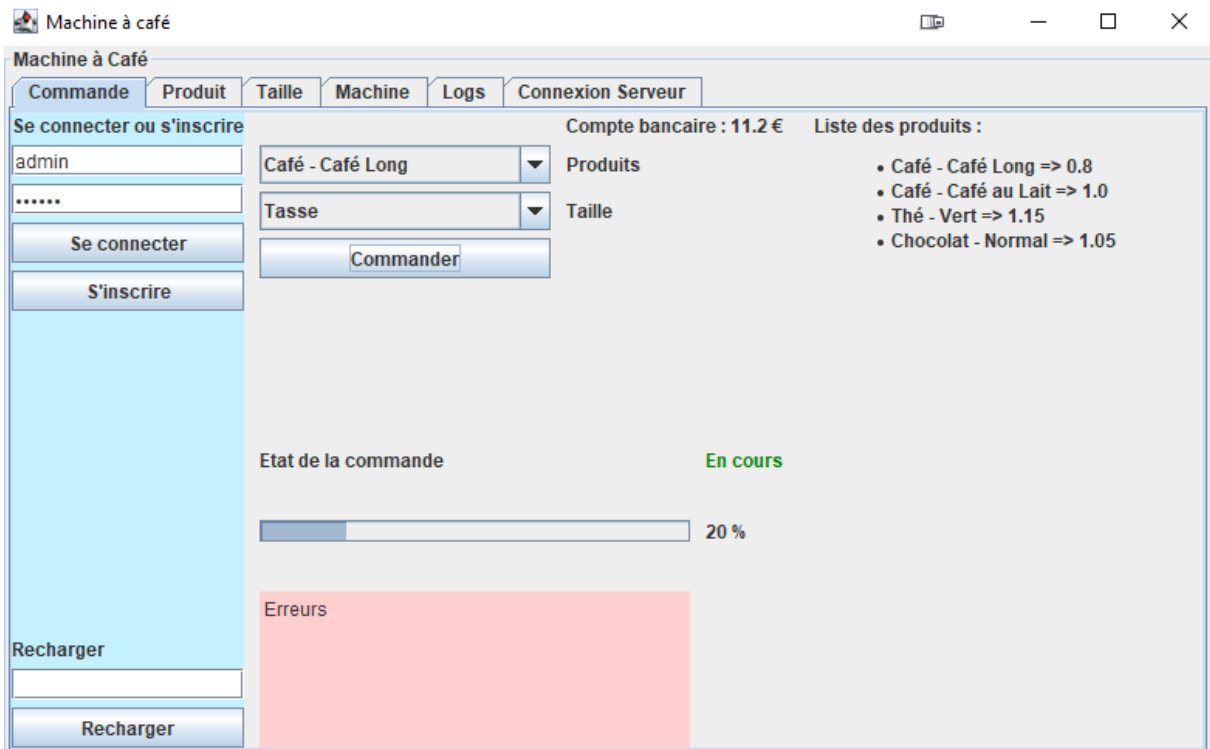 Machine à café
Machine à Café
Commande Produit Taille Machine Logs Connexion Serveur
Se connecter ou s'inscrire
admin
••••••
Se connecter
S'inscrire
Recharger
Recharger
Café - Café Long
Tasse
Commander
Compte bancaire : 11.2 €
Produits
Taille
Liste des produits :
• Café - Café Long => 0.8
• Café - Café au Lait => 1.0
• Thé - Vert => 1.15
• Chocolat - Normal => 1.05
Etat de la commande
En cours
20 %
Erreurs